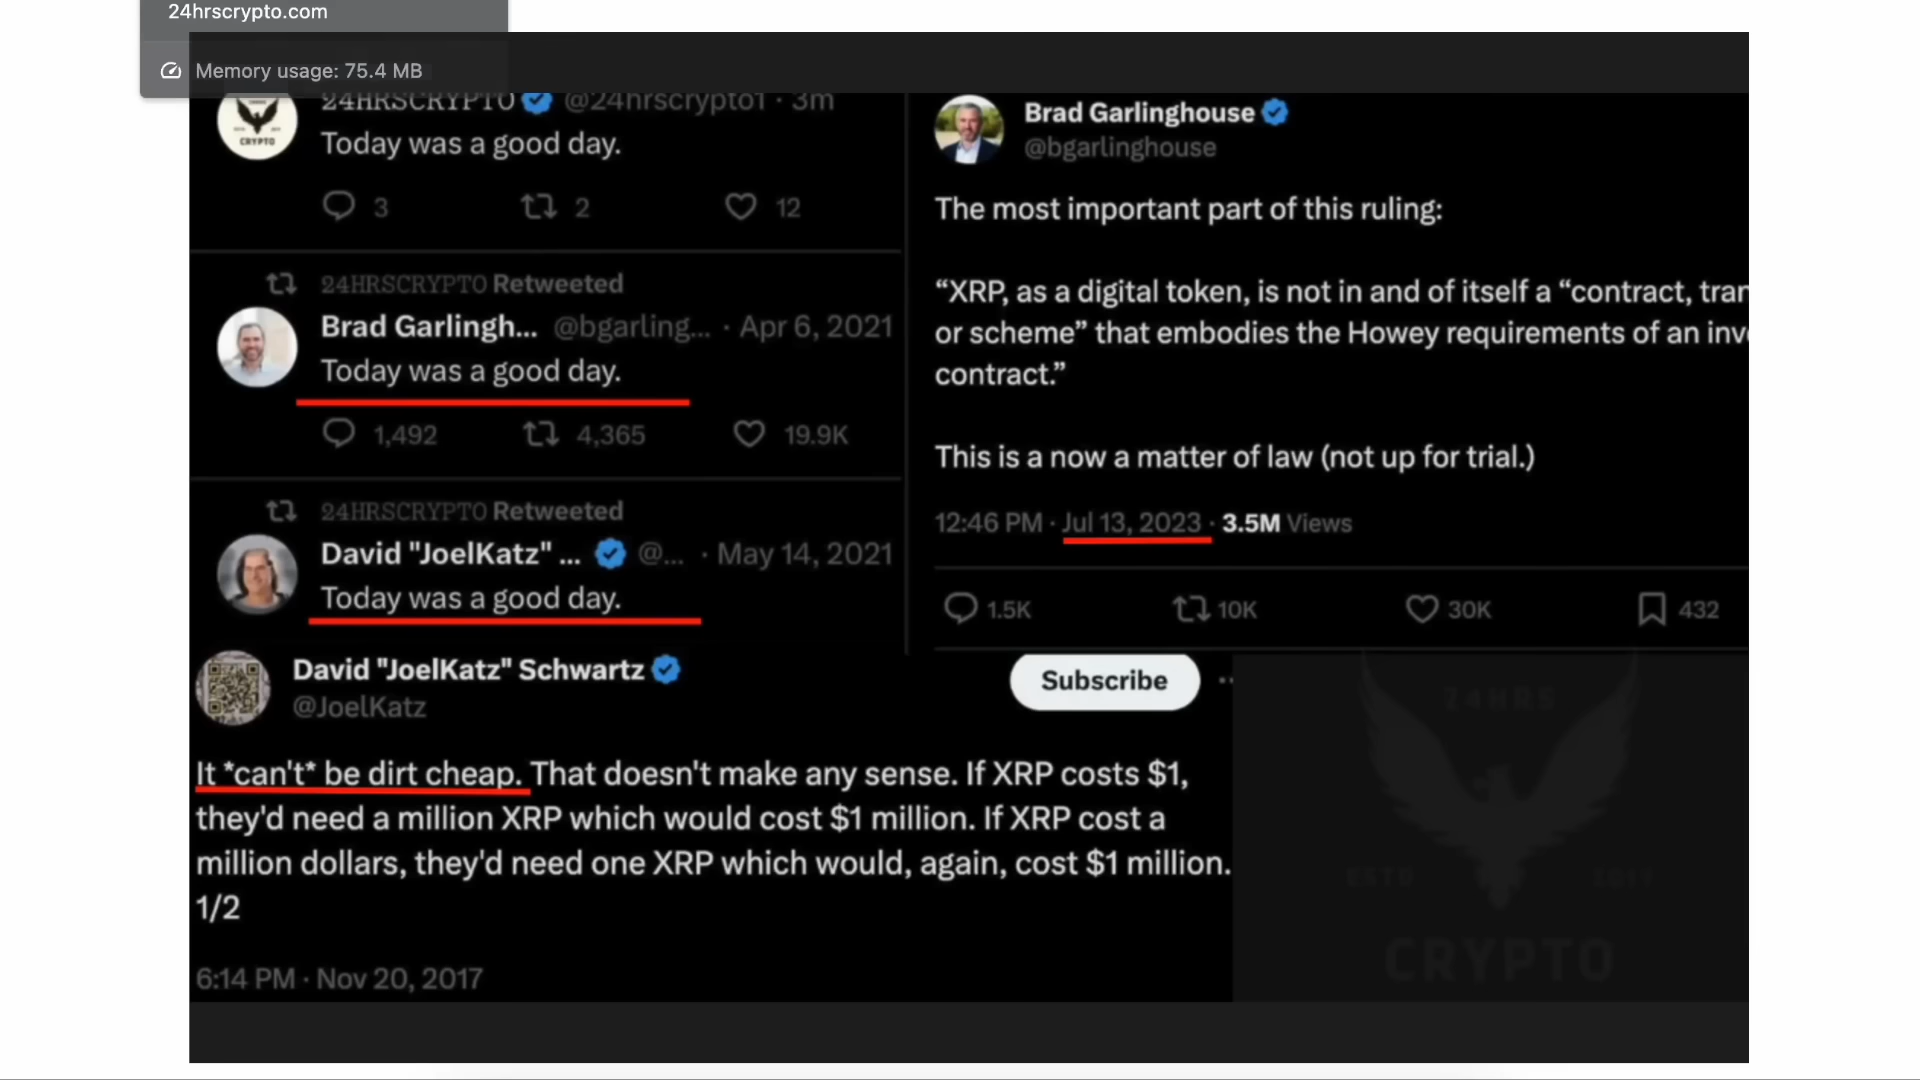 24hrscrypto.com
Memory usage: 75.4 MB
24HRSCRYPTO @24hrscrypto1 · 3m
Today was a good day.
3 2 12
24HRSCRYPTO Retweeted
Brad Garlingh... @bgarling... · Apr 6, 2021
Today was a good day.
1,492 4,365 19.9K
24HRSCRYPTO Retweeted
David "JoelKatz" ... @... · May 14, 2021
Today was a good day.
Brad Garlinghouse
@bgarlinghouse
The most important part of this ruling:
“XRP, as a digital token, is not in and of itself a “contract, tran
or scheme” that embodies the Howey requirements of an inv
contract.”
This is a now a matter of law (not up for trial.)
12:46 PM · Jul 13, 2023 · 3.5M Views
1.5K 10K 30K 432
David "JoelKatz" Schwartz
@JoelKatz
Subscribe
It *can't* be dirt cheap. That doesn't make any sense. If XRP costs $1,
they'd need a million XRP which would cost $1 million. If XRP cost a
million dollars, they'd need one XRP which would, again, cost $1 million.
1/2
6:14 PM · Nov 20, 2017
24HRS
ESTD
CRYPTO
CRYPTO